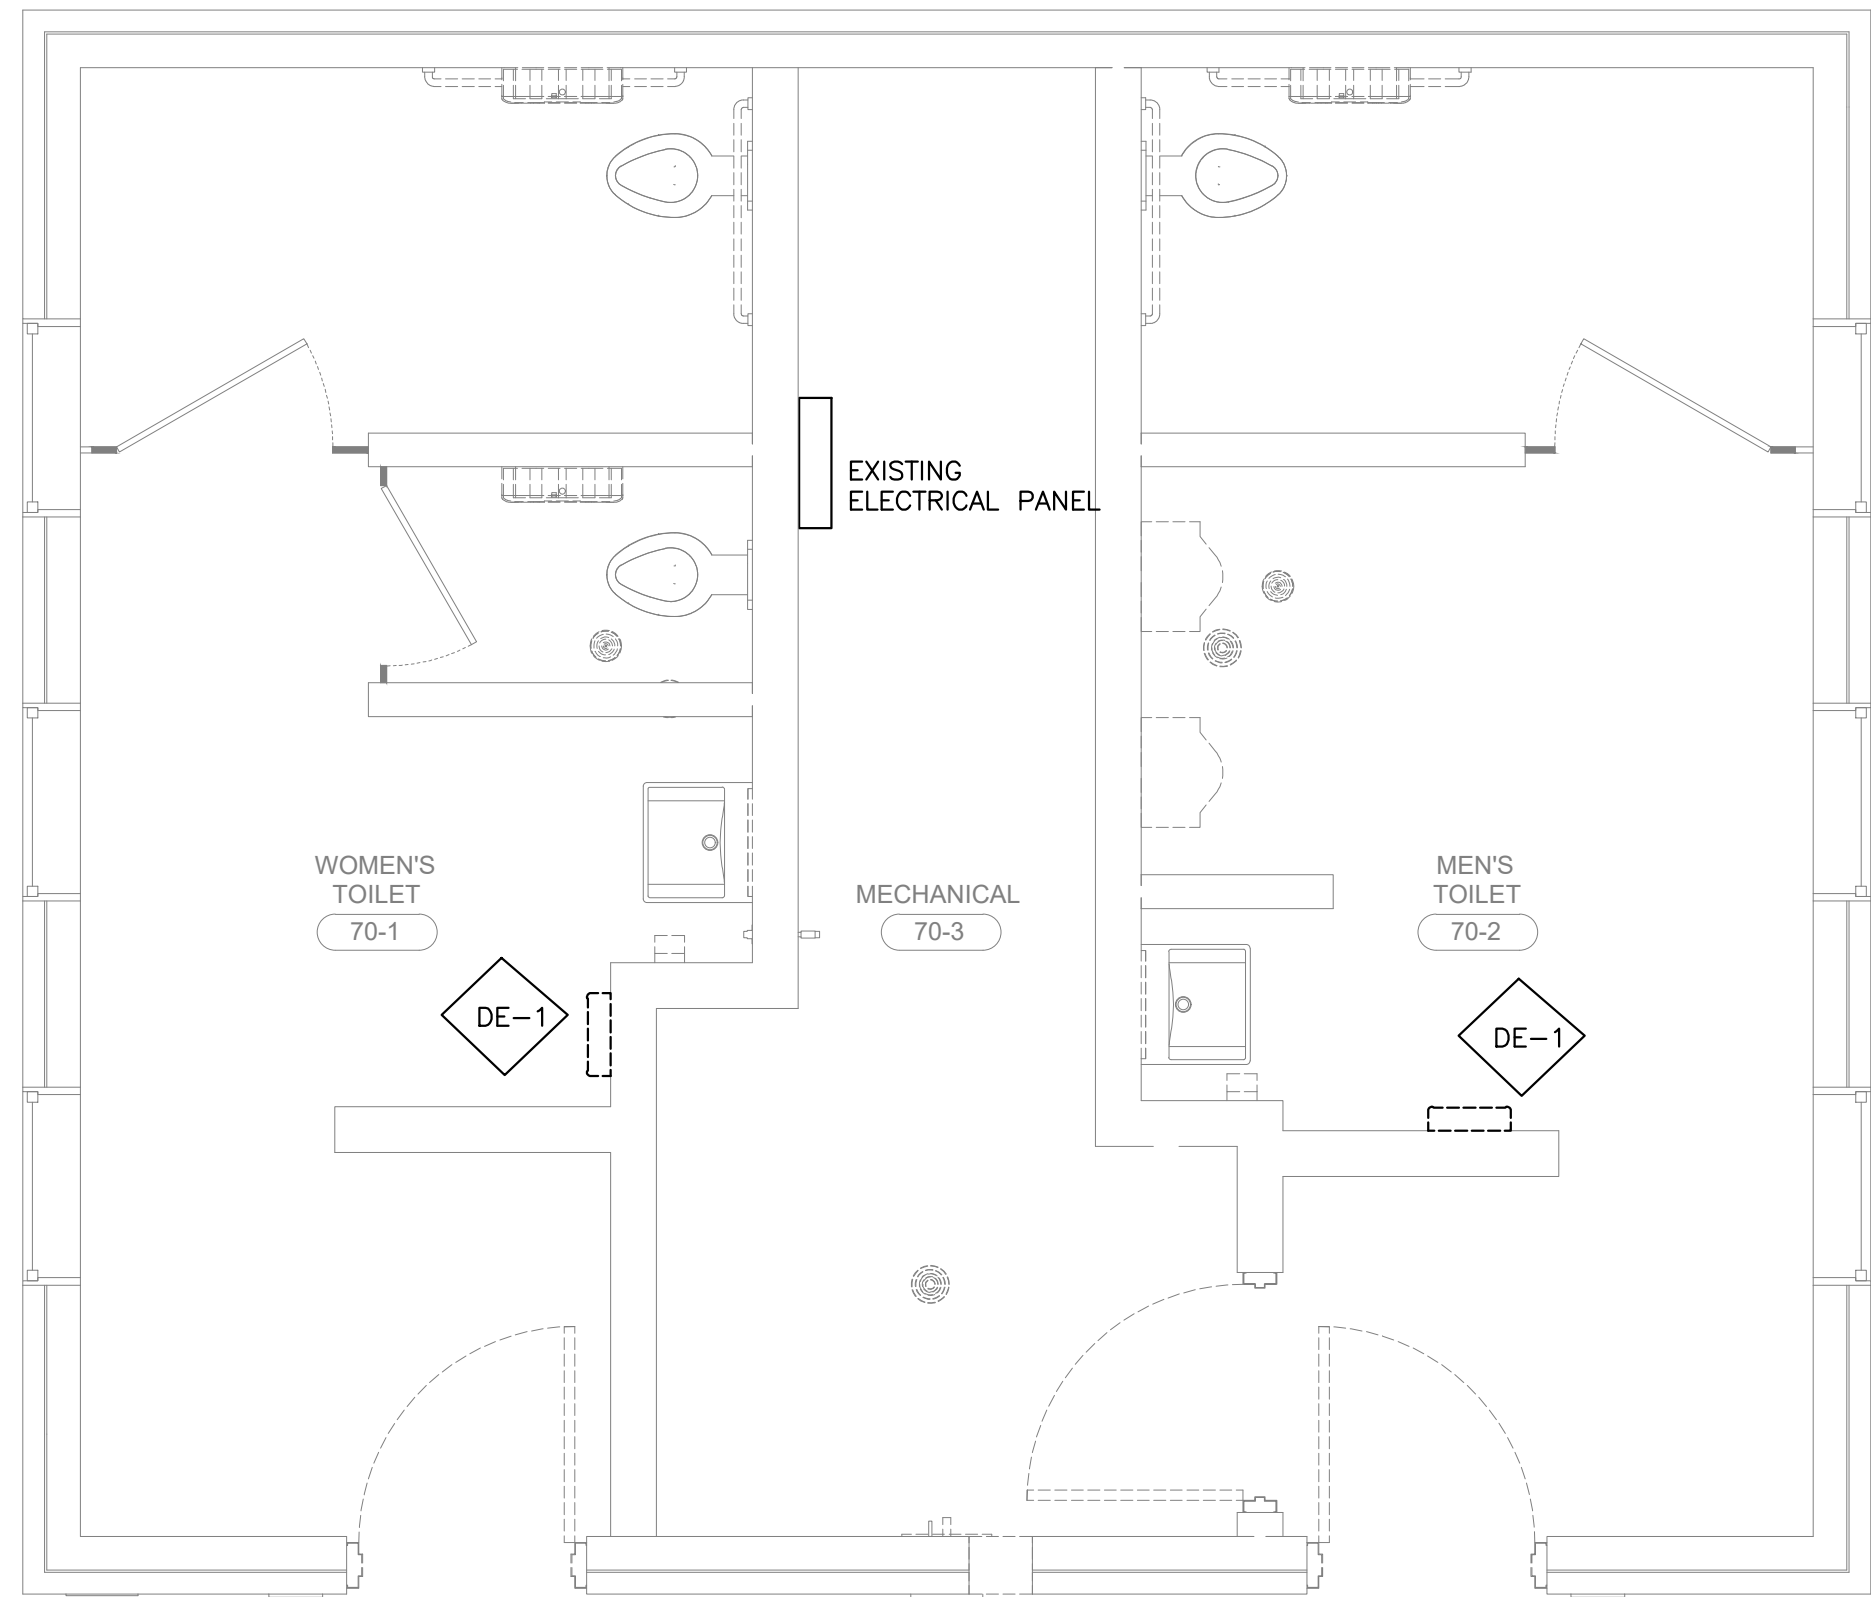 EXISTING
ELECTRICAL PANEL
WOMEN'S
TOILET
70-1
MECHANICAL
70-3
MEN'S
TOILET
70-2
DE-1
DE-1